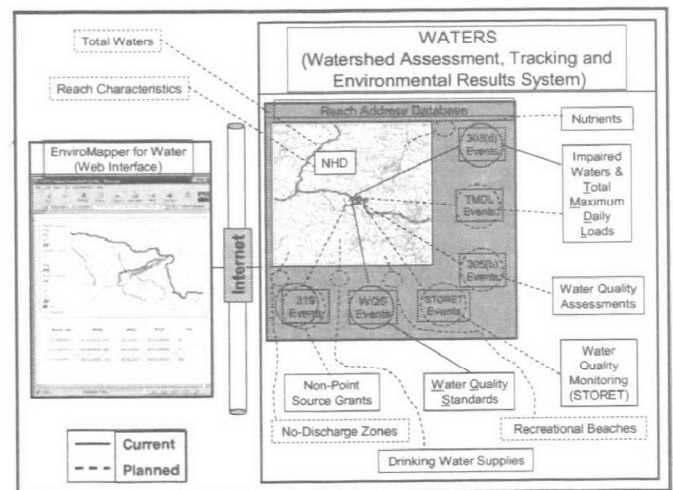 Total Waters
Reach Characteristics
WATERS
(Watershed Assessment, Tracking and
Environmental Results System)
Reach Address Database
NHD
303(d)
Events
TMDL
Events
305(b)
Events
319
Events
WQS
Events
STORET
Events
EnviroMapper for Water
(Web Interface)
Internet
Nutrients
Impaired
Waters &
Total
Maximum
Daily
Loads
Water Quality
Assessments
Water
Quality
Monitoring
(STORET)
Non-Point
Source Grants
Water Quality
Standards
No-Discharge Zones
Recreational Beaches
Drinking Water Supplies
Current
Planned